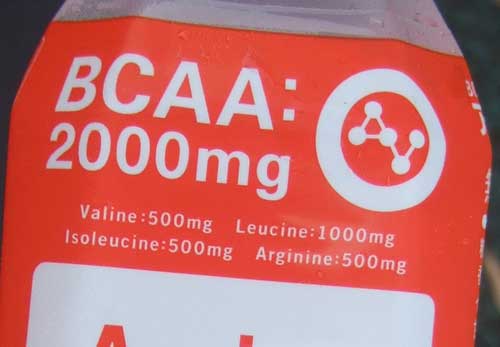 BCAA:
2000mg
Valine:500mg Leucine:1000mg
Isoleucine:500mg Arginine:500mg